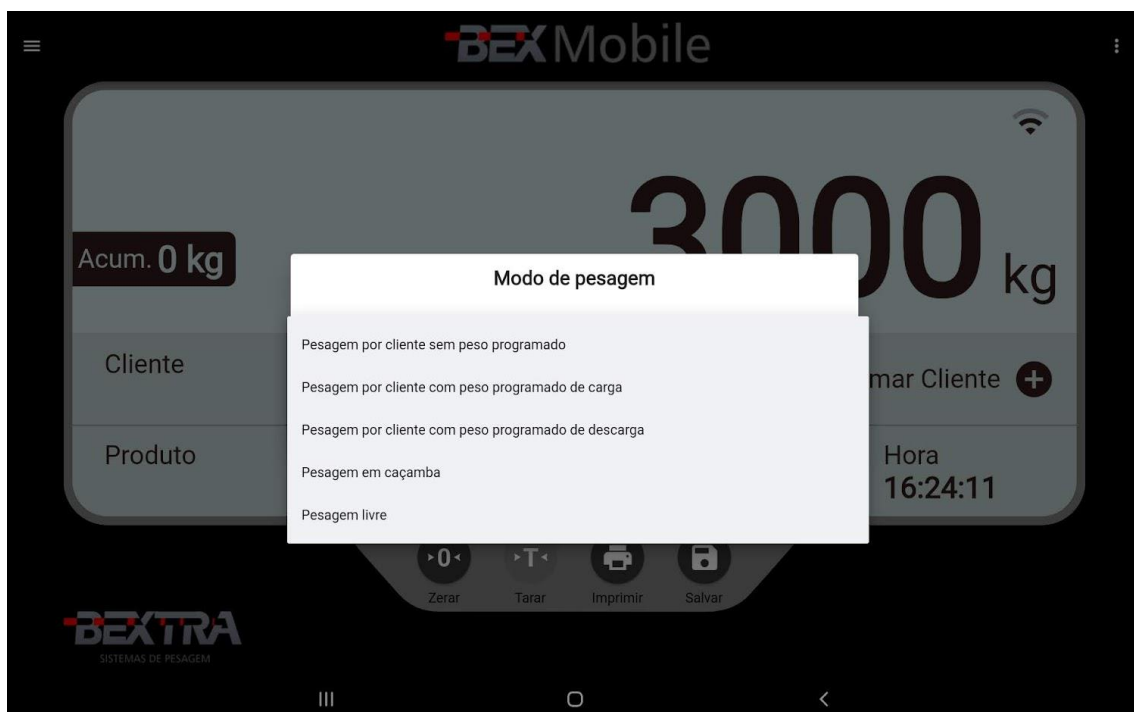 BEX Mobile
3000 kg
Acum. 0 kg
Modo de pesagem
Pesagem por cliente sem peso programado
Pesagem por cliente com peso programado de carga
Pesagem por cliente com peso programado de descarga
Pesagem em caçamba
Pesagem livre
Cliente
mar Cliente
Produto
Hora
16:24:11
0
T
Zerar
Tarar
Imprimir
Salvar
BEXTRA
SISTEMAS DE PESAGEM